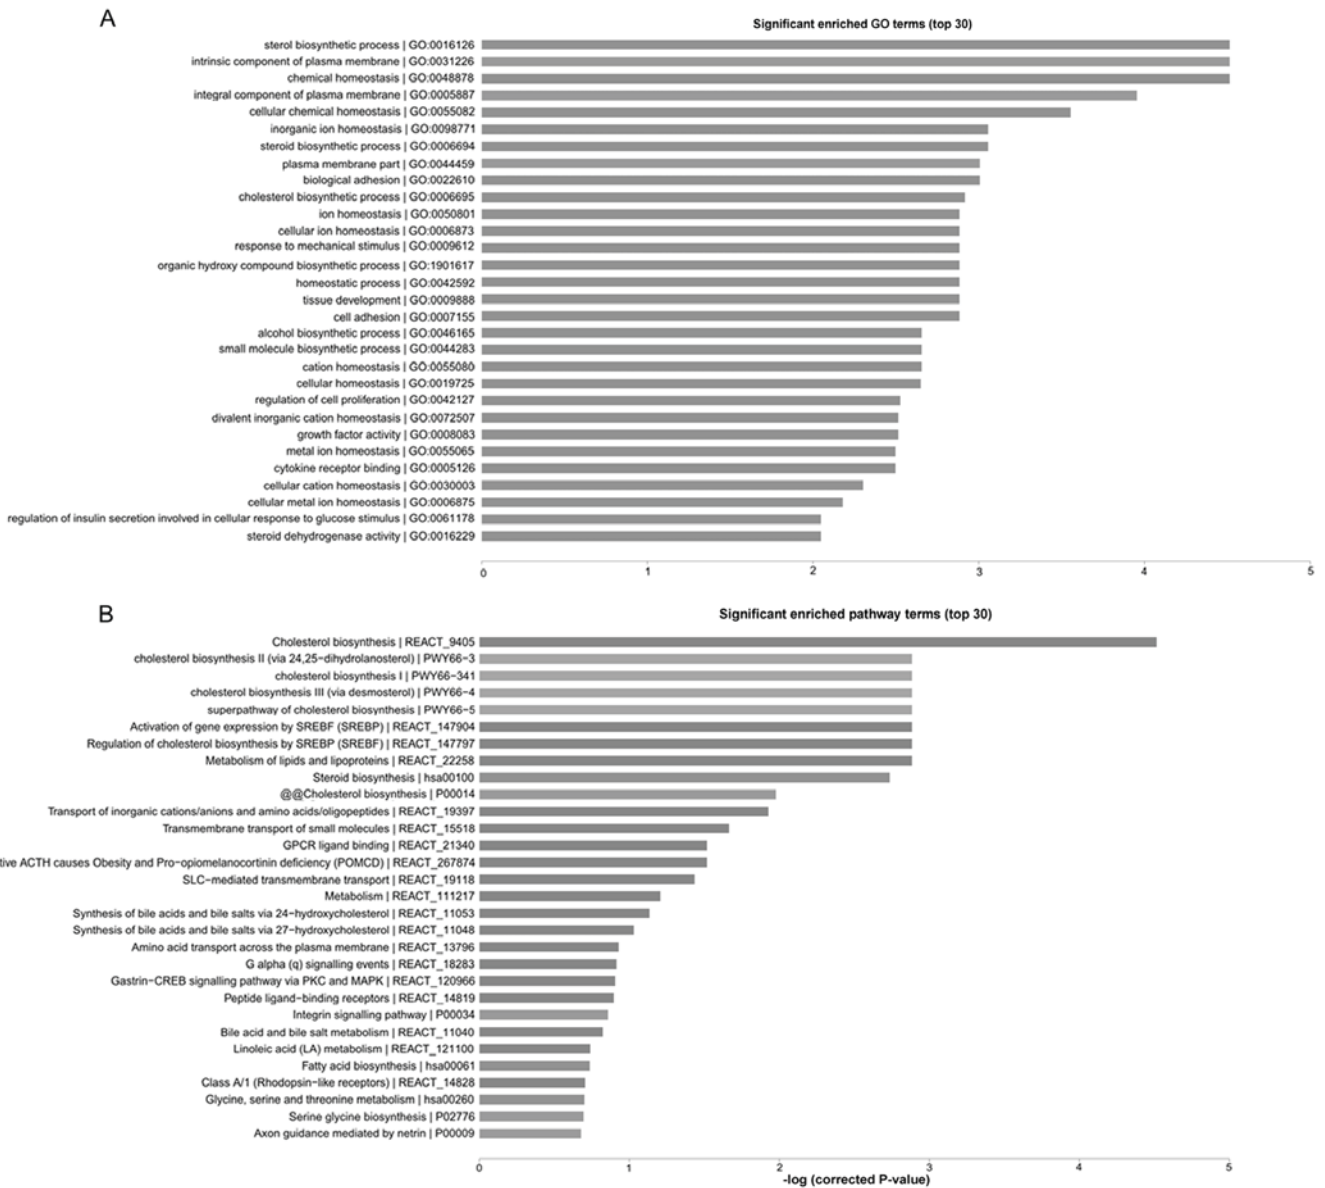 A
Significant enriched GO terms (top 30)
sterol biosynthetic process | GO:0016126
intrinsic component of plasma membrane | GO:0031226
chemical homeostasis | GO:0048878
integral component of plasma membrane | GO:0005887
cellular chemical homeostasis | GO:0055082
inorganic ion homeostasis | GO:0098771
steroid biosynthetic process | GO:0006694
plasma membrane part | GO:0044459
biological adhesion | GO:0022610
cholesterol biosynthetic process | GO:0006695
ion homeostasis | GO:0050801
cellular ion homeostasis | GO:0006873
response to mechanical stimulus | GO:0009612
organic hydroxy compound biosynthetic process | GO:1901617
homeostatic process | GO:0042592
tissue development | GO:0009888
cell adhesion | GO:0007155
alcohol biosynthetic process | GO:0046165
small molecule biosynthetic process | GO:0044283
cation homeostasis | GO:0055080
cellular homeostasis | GO:0019725
regulation of cell proliferation | GO:0042127
divalent inorganic cation homeostasis | GO:0072507
growth factor activity | GO:0008083
metal ion homeostasis | GO:0055065
cytokine receptor binding | GO:0005126
cellular cation homeostasis | GO:0030003
cellular metal ion homeostasis | GO:0006875
regulation of insulin secretion involved in cellular response to glucose stimulus | GO:0061178
steroid dehydrogenase activity | GO:0016229
0 1 2 3 4 5
B
Significant enriched pathway terms (top 30)
Cholesterol biosynthesis | REACT_9405
cholesterol biosynthesis II (via 24,25−dihydrolanosterol) | PWY66−3
cholesterol biosynthesis I | PWY66−341
cholesterol biosynthesis III (via desmosterol) | PWY66−4
superpathway of cholesterol biosynthesis | PWY66−5
Activation of gene expression by SREBF (SREBP) | REACT_147904
Regulation of cholesterol biosynthesis by SREBP (SREBF) | REACT_147797
Metabolism of lipids and lipoproteins | REACT_22258
Steroid biosynthesis | hsa00100
@@Cholesterol biosynthesis | P00014
Transport of inorganic cations/anions and amino acids/oligopeptides | REACT_19397
Transmembrane transport of small molecules | REACT_15518
GPCR ligand binding | REACT_21340
tive ACTH causes Obesity and Pro−opiomelanocortinin deficiency (POMCD) | REACT_267874
SLC−mediated transmembrane transport | REACT_19118
Metabolism | REACT_111217
Synthesis of bile acids and bile salts via 24−hydroxycholesterol | REACT_11053
Synthesis of bile acids and bile salts via 27−hydroxycholesterol | REACT_11048
Amino acid transport across the plasma membrane | REACT_13796
G alpha (q) signalling events | REACT_18283
Gastrin−CREB signalling pathway via PKC and MAPK | REACT_120966
Peptide ligand−binding receptors | REACT_14819
Integrin signalling pathway | P00034
Bile acid and bile salt metabolism | REACT_11040
Linoleic acid (LA) metabolism | REACT_121100
Fatty acid biosynthesis | hsa00061
Class A/1 (Rhodopsin−like receptors) | REACT_14828
Glycine, serine and threonine metabolism | hsa00260
Serine glycine biosynthesis | P02776
Axon guidance mediated by netrin | P00009
0 1 2 3 4 5
-log (corrected P-value)